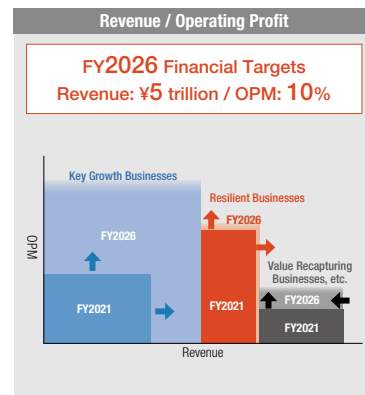 Revenue / Operating Profit
FY2026 Financial Targets
Revenue: ¥5 trillion / OPM: 10%
Key Growth Businesses
Resilient Businesses
FY2026
FY2026
Value Recapturing
Businesses, etc.
OPM
FY2026
FY2021
FY2021
FY2021
Revenue